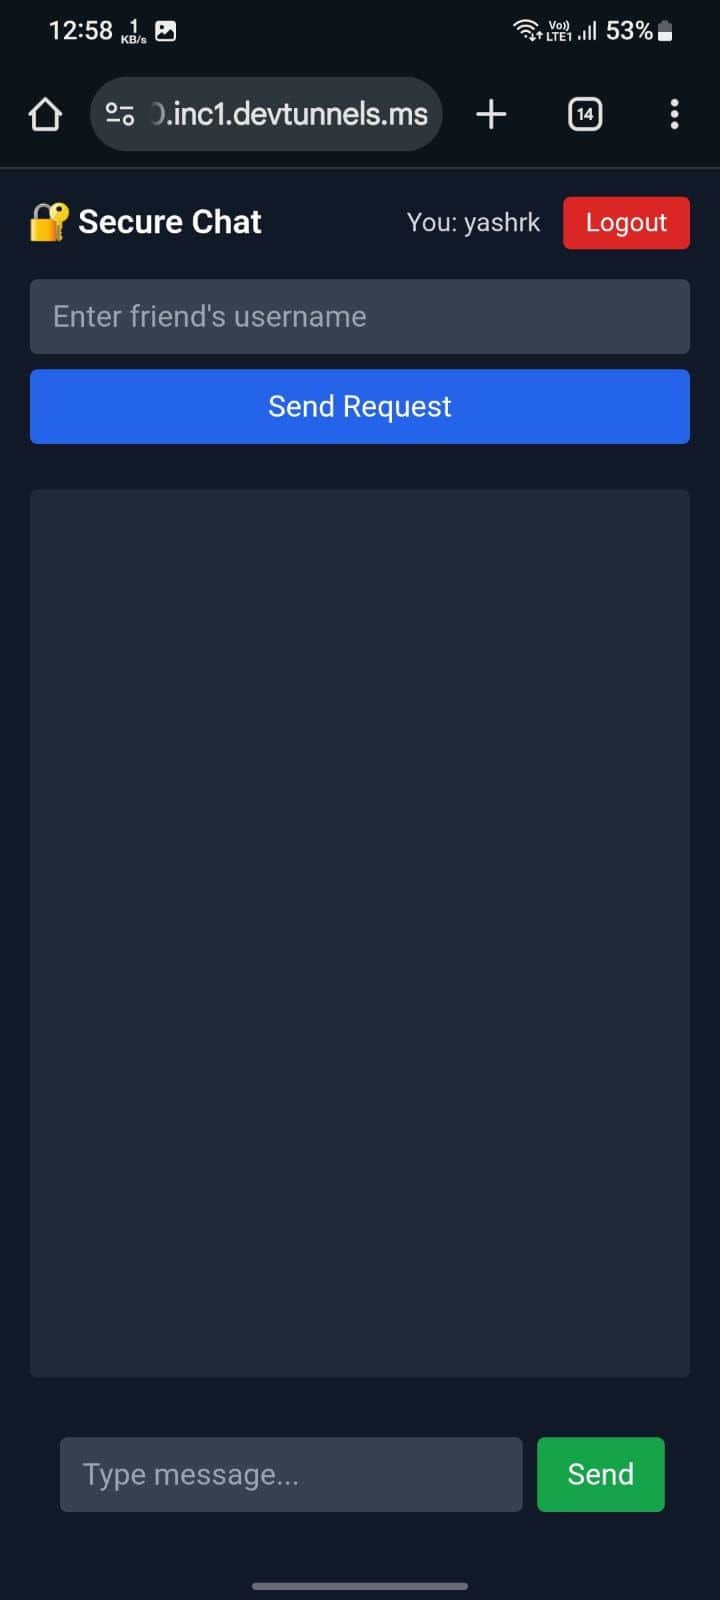 12:58 1 KB/s Vo)) LTE1 53%
.inc1.devtunnels.ms 14
Secure Chat You: yashrk Logout
Enter friend's username
Send Request
Type message... Send